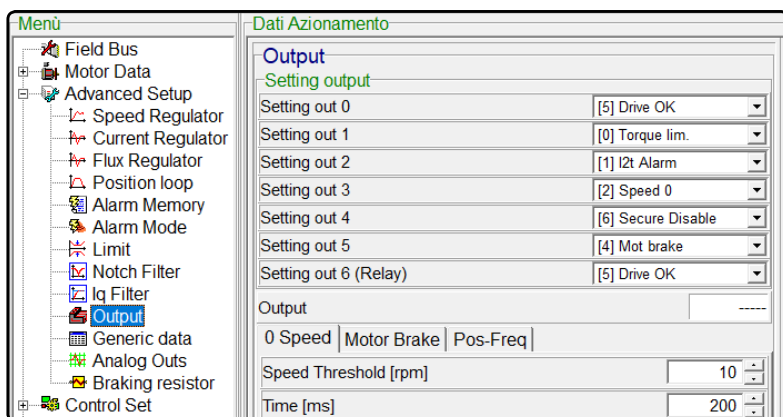 Menù
Field Bus
Motor Data
Advanced Setup
Speed Regulator
Current Regulator
Flux Regulator
Position loop
Alarm Memory
Alarm Mode
Limit
Notch Filter
Iq Filter
Output
Generic data
Analog Outs
Braking resistor
Control Set
Dati Azionamento
Output
Setting output
Setting out 0 [5] Drive OK
Setting out 1 [0] Torque lim.
Setting out 2 [1] I2t Alarm
Setting out 3 [2] Speed 0
Setting out 4 [6] Secure Disable
Setting out 5 [4] Mot brake
Setting out 6 (Relay) [5] Drive OK
Output -----
0 Speed Motor Brake Pos-Freq
Speed Threshold [rpm] 10
Time [ms] 200